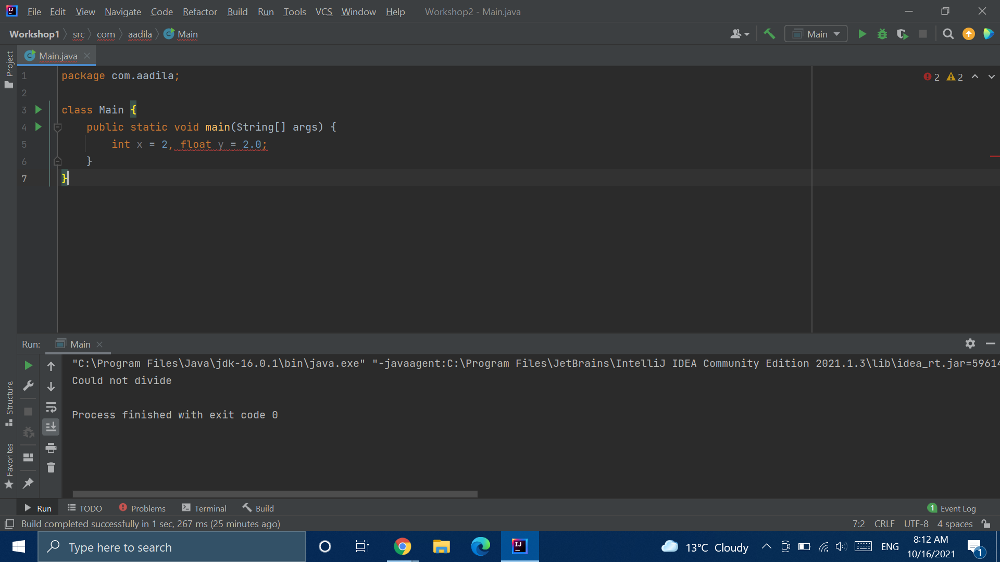 File Edit View Navigate Code Refactor Build Run Tools VCS Window Help Workshop2 - Main.java
Workshop1 src com aadila Main
Main
Main.java
Project
1 package com.aadila;
2
3 class Main {
4 public static void main(String[] args) {
5 int x = 2, float y = 2.0;
6 }
7 }
2 2
Run: Main
"C:\Program Files\Java\jdk-16.0.1\bin\java.exe" "-javaagent:C:\Program Files\JetBrains\IntelliJ IDEA Community Edition 2021.1.3\lib\idea_rt.jar=59614
Could not divide
Process finished with exit code 0
Structure
Favorites
Run TODO Problems Terminal Build 1 Event Log
Build completed successfully in 1 sec, 267 ms (25 minutes ago) 7:2 CRLF UTF-8 4 spaces
Type here to search
13°C Cloudy ENG
8:12 AM
10/16/2021
1